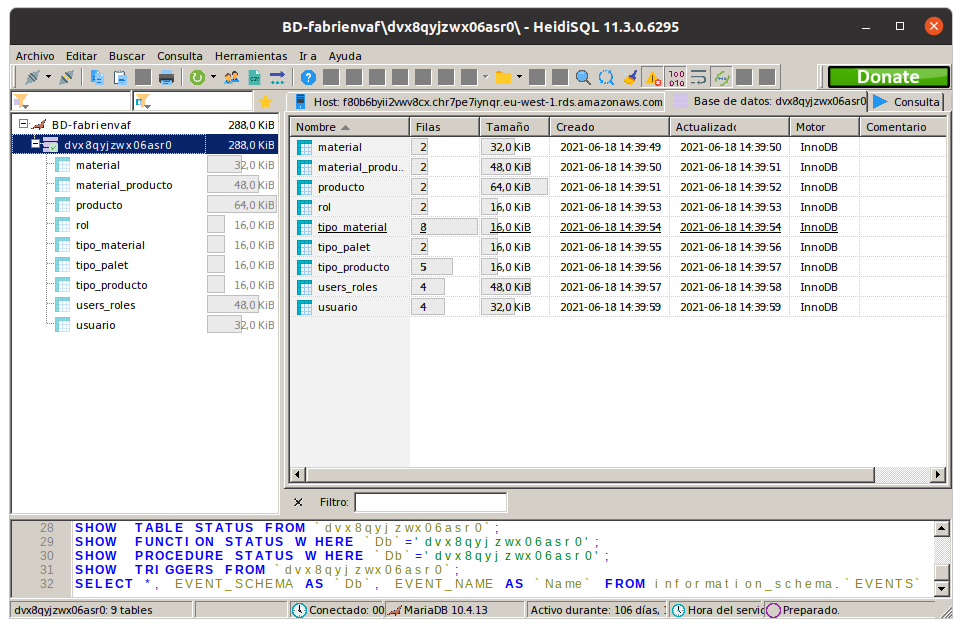 BD-fabrienvaf\dvx8qyjzwx06asr0\ - HeidiSQL 11.3.0.6295
Archivo Editar Buscar Consulta Herramientas Ir a Ayuda
Donate
Host: f80b6byii2vwv8cx.chr7pe7iynqr.eu-west-1.rds.amazonaws.com Base de datos: dvx8qyjzwx06asr0 Consulta
BD-fabrienvaf 288,0 KiB
dvx8qyjzwx06asr0 288,0 KiB
material 32,0 KiB
material_producto 48,0 KiB
producto 64,0 KiB
rol 16,0 KiB
tipo_material 16,0 KiB
tipo_palet 16,0 KiB
tipo_producto 16,0 KiB
users_roles 48,0 KiB
usuario 32,0 KiB
Nombre Filas Tamaño Creado Actualizado Motor Comentario
material 2 32,0 KiB 2021-06-18 14:39:49 2021-06-18 14:39:50 InnoDB
material_produ... 2 48,0 KiB 2021-06-18 14:39:50 2021-06-18 14:39:51 InnoDB
producto 2 64,0 KiB 2021-06-18 14:39:51 2021-06-18 14:39:52 InnoDB
rol 2 16,0 KiB 2021-06-18 14:39:53 2021-06-18 14:39:53 InnoDB
tipo_material 8 16,0 KiB 2021-06-18 14:39:54 2021-06-18 14:39:54 InnoDB
tipo_palet 2 16,0 KiB 2021-06-18 14:39:55 2021-06-18 14:39:56 InnoDB
tipo_producto 5 16,0 KiB 2021-06-18 14:39:56 2021-06-18 14:39:57 InnoDB
users_roles 4 48,0 KiB 2021-06-18 14:39:57 2021-06-18 14:39:58 InnoDB
usuario 4 32,0 KiB 2021-06-18 14:39:59 2021-06-18 14:39:59 InnoDB
Filtro:
28 SHOW TABLE STATUS FROM `dvx8qyjzwx06asr0`;
29 SHOW FUNCTION STATUS WHERE `Db`='dvx8qyjzwx06asr0';
30 SHOW PROCEDURE STATUS WHERE `Db`='dvx8qyjzwx06asr0';
31 SHOW TRIGGERS FROM `dvx8qyjzwx06asr0`;
32 SELECT *, EVENT_SCHEMA AS `Db`, EVENT_NAME AS `Name` FROM information_schema.`EVENTS`
dvx8qyjzwx06asr0: 9 tables Conectado: 00 MariaDB 10.4.13 Activo durante: 106 días, Hora del servic Preparado.